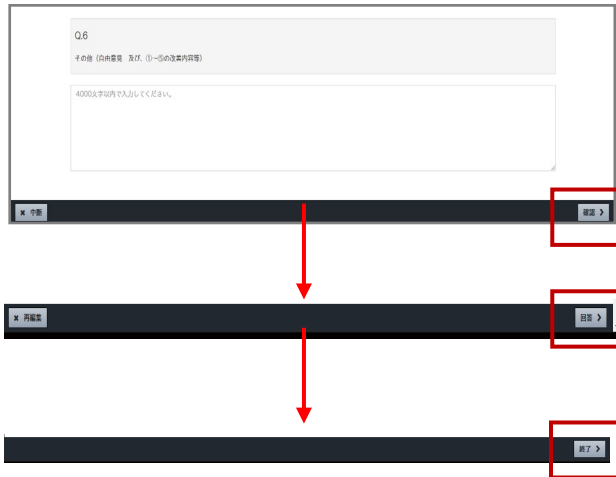 Q.6
その他（自由意見　及び、①～⑤の改善内容等）
4000文字以内で入力してください。
✖ 中断
確認 ❯
✖ 再編集
回答 ❯
終了 ❯